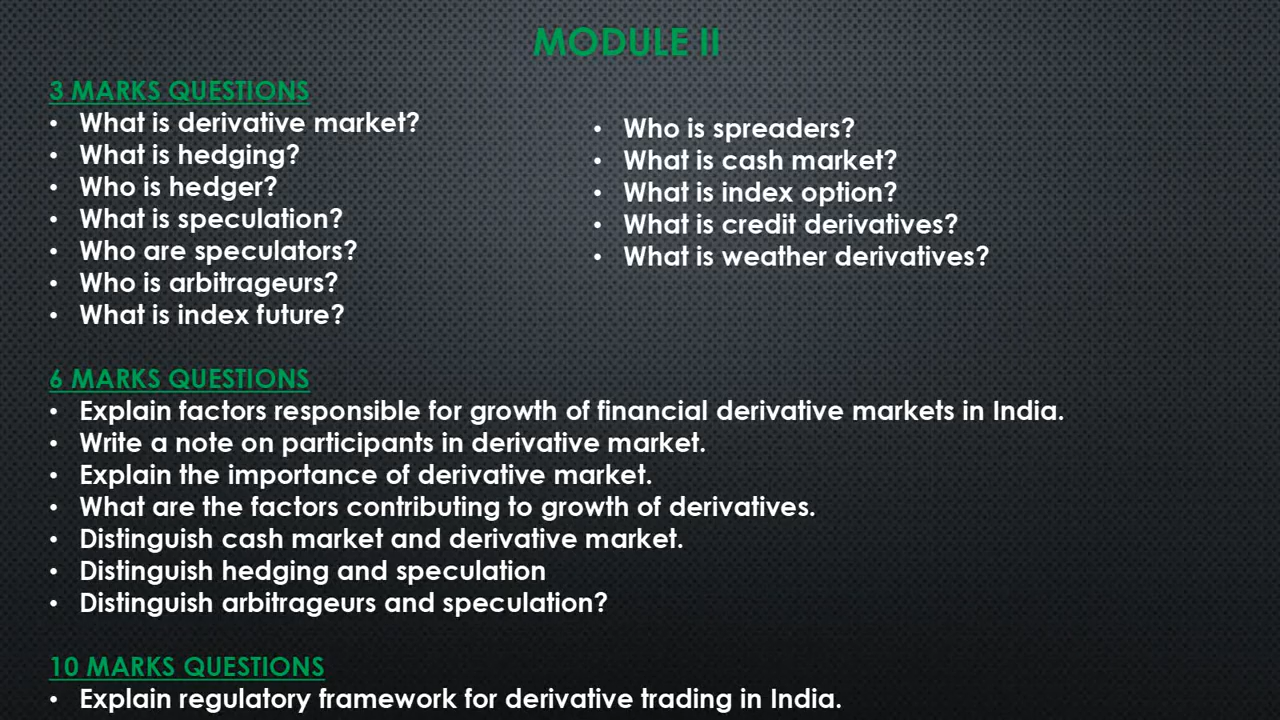 MODULE II
3 MARKS QUESTIONS
• What is derivative market?
• What is hedging?
• Who is hedger?
• What is speculation?
• Who are speculators?
• Who is arbitrageurs?
• What is index future?
• Who is spreaders?
• What is cash market?
• What is index option?
• What is credit derivatives?
• What is weather derivatives?
6 MARKS QUESTIONS
• Explain factors responsible for growth of financial derivative markets in India.
• Write a note on participants in derivative market.
• Explain the importance of derivative market.
• What are the factors contributing to growth of derivatives.
• Distinguish cash market and derivative market.
• Distinguish hedging and speculation
• Distinguish arbitrageurs and speculation?
10 MARKS QUESTIONS
• Explain regulatory framework for derivative trading in India.